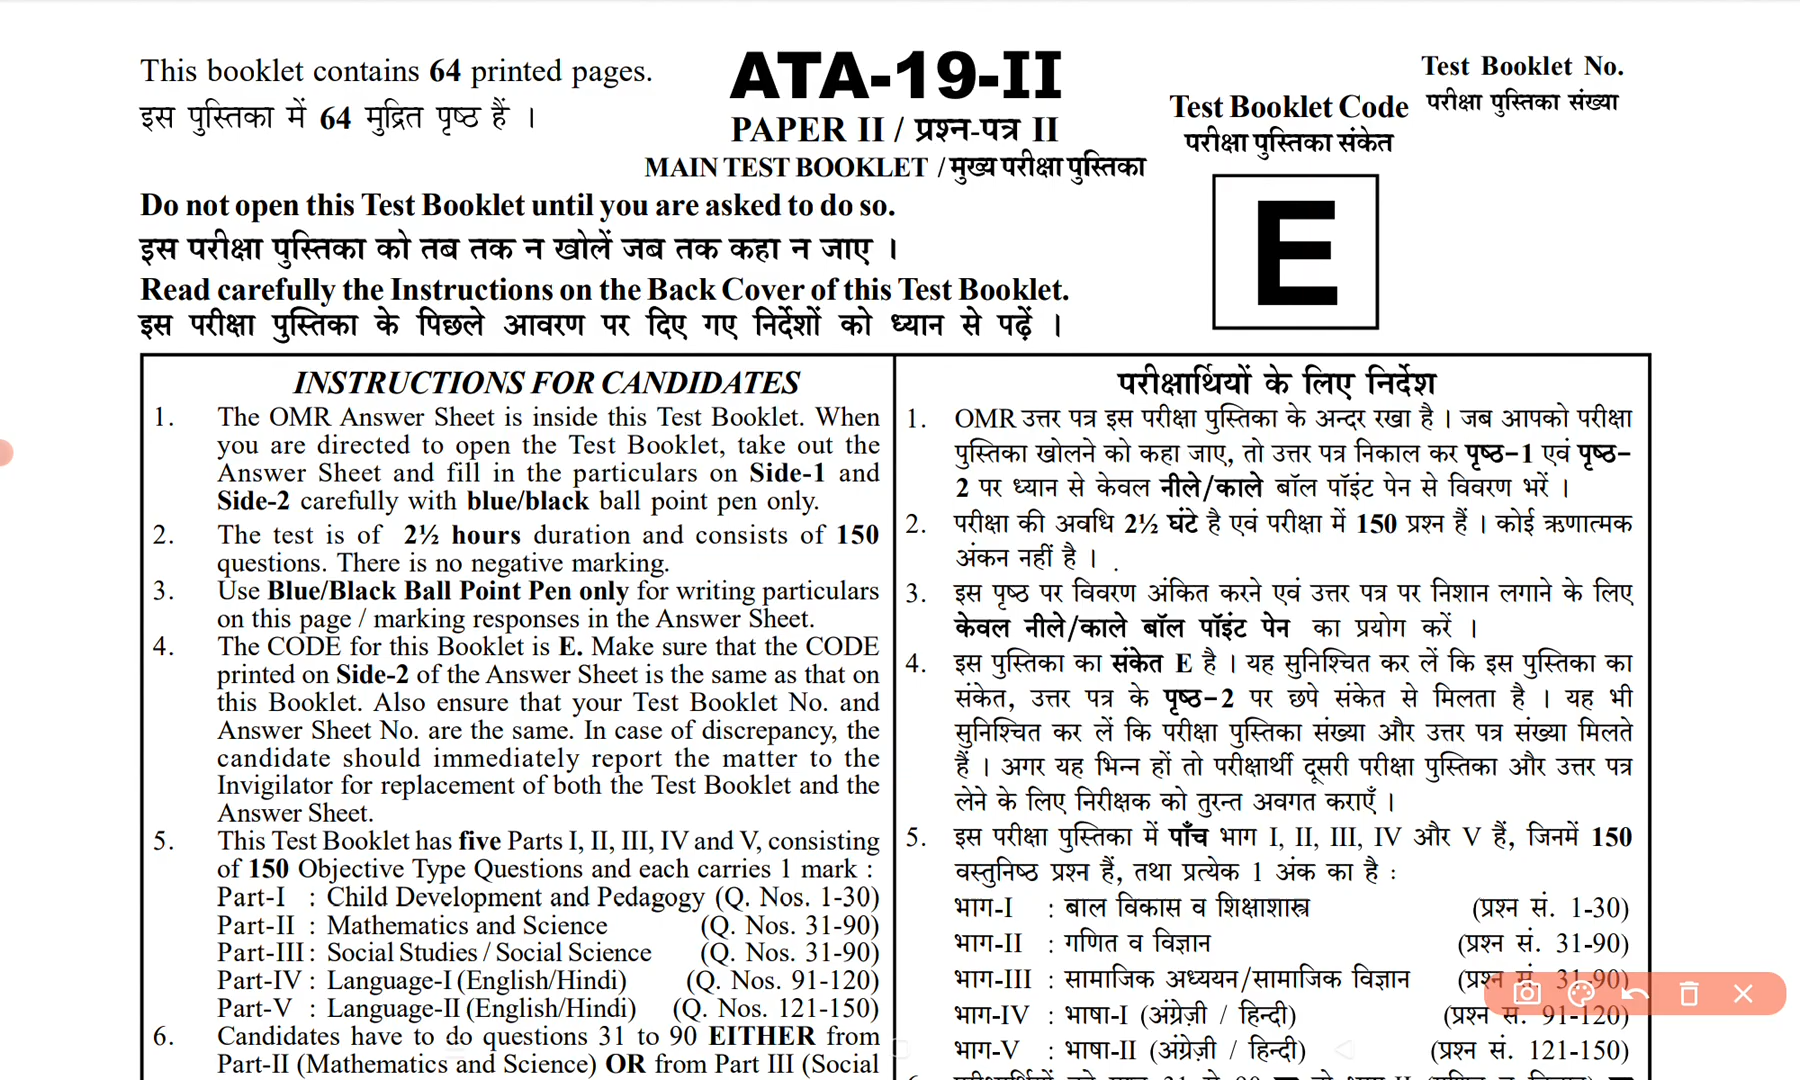 This booklet contains 64 printed pages.
इस पुस्तिका में 64 मुद्रित पृष्ठ हैं ।
ATA-19-II
PAPER II / प्रश्न-पत्र II
MAIN TEST BOOKLET / मुख्य परीक्षा पुस्तिका
Test Booklet No.
परीक्षा पुस्तिका संख्या
Test Booklet Code
परीक्षा पुस्तिका संकेत
E
Do not open this Test Booklet until you are asked to do so.
इस परीक्षा पुस्तिका को तब तक न खोलें जब तक कहा न जाए ।
Read carefully the Instructions on the Back Cover of this Test Booklet.
इस परीक्षा पुस्तिका के पिछले आवरण पर दिए गए निर्देशों को ध्यान से पढ़ें ।
INSTRUCTIONS FOR CANDIDATES
1. The OMR Answer Sheet is inside this Test Booklet. When
you are directed to open the Test Booklet, take out the
Answer Sheet and fill in the particulars on Side-1 and
Side-2 carefully with blue/black ball point pen only.
2. The test is of 2½ hours duration and consists of 150
questions. There is no negative marking.
3. Use Blue/Black Ball Point Pen only for writing particulars
on this page / marking responses in the Answer Sheet.
4. The CODE for this Booklet is E. Make sure that the CODE
printed on Side-2 of the Answer Sheet is the same as that on
this Booklet. Also ensure that your Test Booklet No. and
Answer Sheet No. are the same. In case of discrepancy, the
candidate should immediately report the matter to the
Invigilator for replacement of both the Test Booklet and the
Answer Sheet.
5. This Test Booklet has five Parts I, II, III, IV and V, consisting
of 150 Objective Type Questions and each carries 1 mark :
Part-I : Child Development and Pedagogy (Q. Nos. 1-30)
Part-II : Mathematics and Science (Q. Nos. 31-90)
Part-III : Social Studies / Social Science (Q. Nos. 31-90)
Part-IV : Language-I (English/Hindi) (Q. Nos. 91-120)
Part-V : Language-II (English/Hindi) (Q. Nos. 121-150)
6. Candidates have to do questions 31 to 90 EITHER from
Part-II (Mathematics and Science) OR from Part III (Social
परीक्षार्थियों के लिए निर्देश
1. OMR उत्तर पत्र इस परीक्षा पुस्तिका के अन्दर रखा है । जब आपको परीक्षा
पुस्तिका खोलने को कहा जाए, तो उत्तर पत्र निकाल कर पृष्ठ-1 एवं पृष्ठ-
2 पर ध्यान से केवल नीले/काले बॉल पॉइंट पेन से विवरण भरें ।
2. परीक्षा की अवधि 2½ घंटे है एवं परीक्षा में 150 प्रश्न हैं । कोई ऋणात्मक
अंकन नहीं है ।
3. इस पृष्ठ पर विवरण अंकित करने एवं उत्तर पत्र पर निशान लगाने के लिए
केवल नीले/काले बॉल पॉइंट पेन का प्रयोग करें ।
4. इस पुस्तिका का संकेत E है । यह सुनिश्चित कर लें कि इस पुस्तिका का
संकेत, उत्तर पत्र के पृष्ठ-2 पर छपे संकेत से मिलता है । यह भी
सुनिश्चित कर लें कि परीक्षा पुस्तिका संख्या और उत्तर पत्र संख्या मिलते
हैं । अगर यह भिन्न हों तो परीक्षार्थी दूसरी परीक्षा पुस्तिका और उत्तर पत्र
लेने के लिए निरीक्षक को तुरन्त अवगत कराएँ ।
5. इस परीक्षा पुस्तिका में पाँच भाग I, II, III, IV और V हैं, जिनमें 150
वस्तुनिष्ठ प्रश्न हैं, तथा प्रत्येक 1 अंक का है :
भाग-I : बाल विकास व शिक्षाशास्त्र (प्रश्न सं. 1-30)
भाग-II : गणित व विज्ञान (प्रश्न सं. 31-90)
भाग-III : सामाजिक अध्ययन/सामाजिक विज्ञान (प्रश्न सं. 31-90)
भाग-IV : भाषा-I (अंग्रेज़ी / हिन्दी) (प्रश्न सं. 91-120)
भाग-V : भाषा-II (अंग्रेज़ी / हिन्दी) (प्रश्न सं. 121-150)